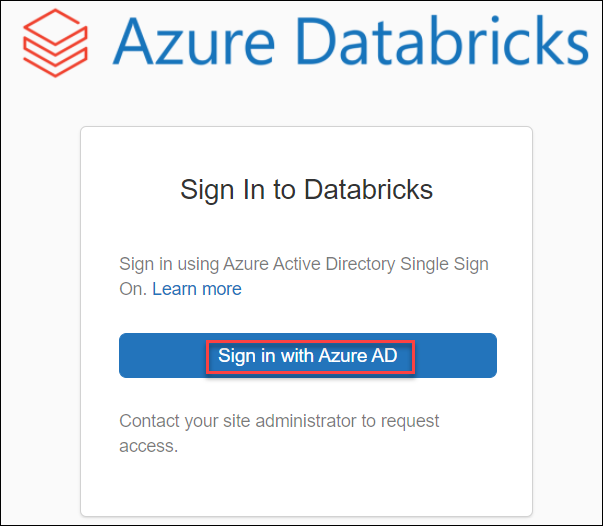 Azure Databricks
Sign In to Databricks
Sign in using Azure Active Directory Single Sign
On. Learn more
Sign in with Azure AD
Contact your site administrator to request
access.